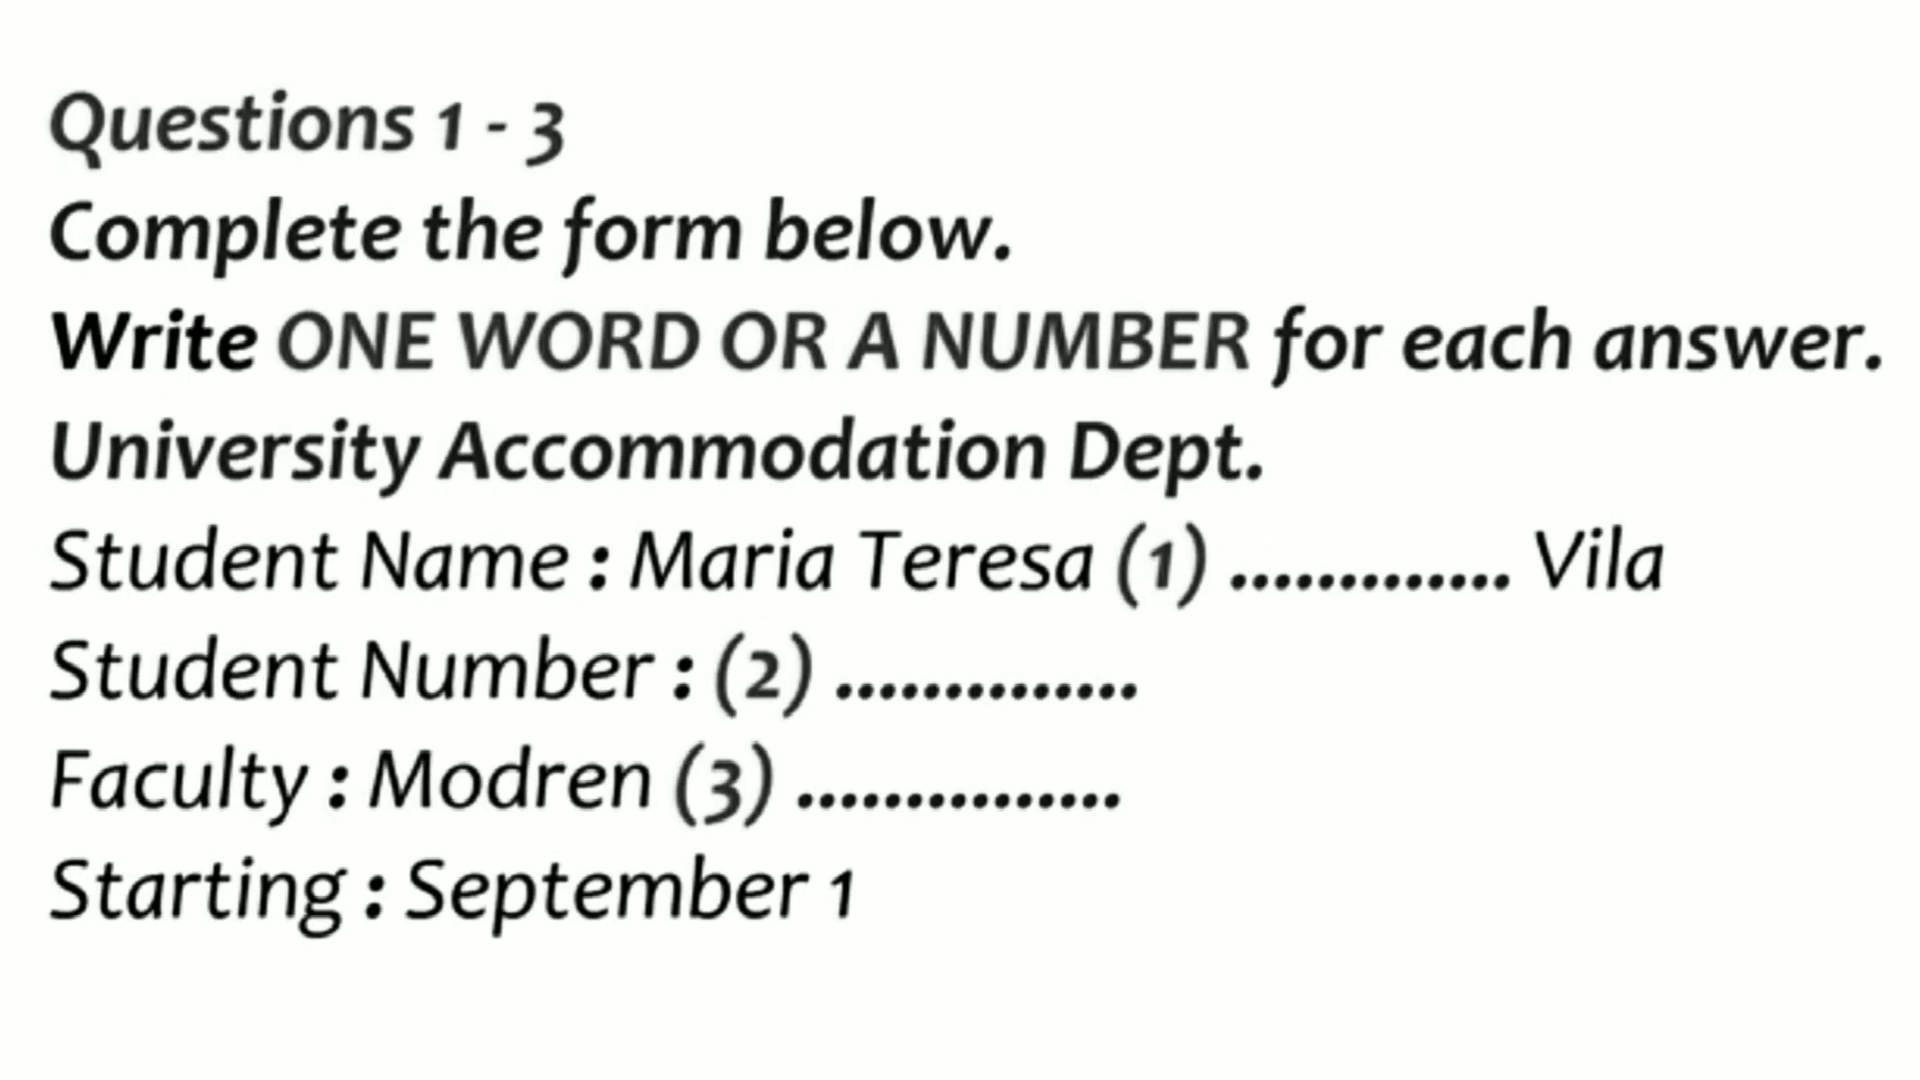 Questions 1 - 3
Complete the form below.
Write ONE WORD OR A NUMBER for each answer.
University Accommodation Dept.
Student Name : Maria Teresa (1) ............. Vila
Student Number : (2) ..............
Faculty : Modren (3) ...............
Starting : September 1